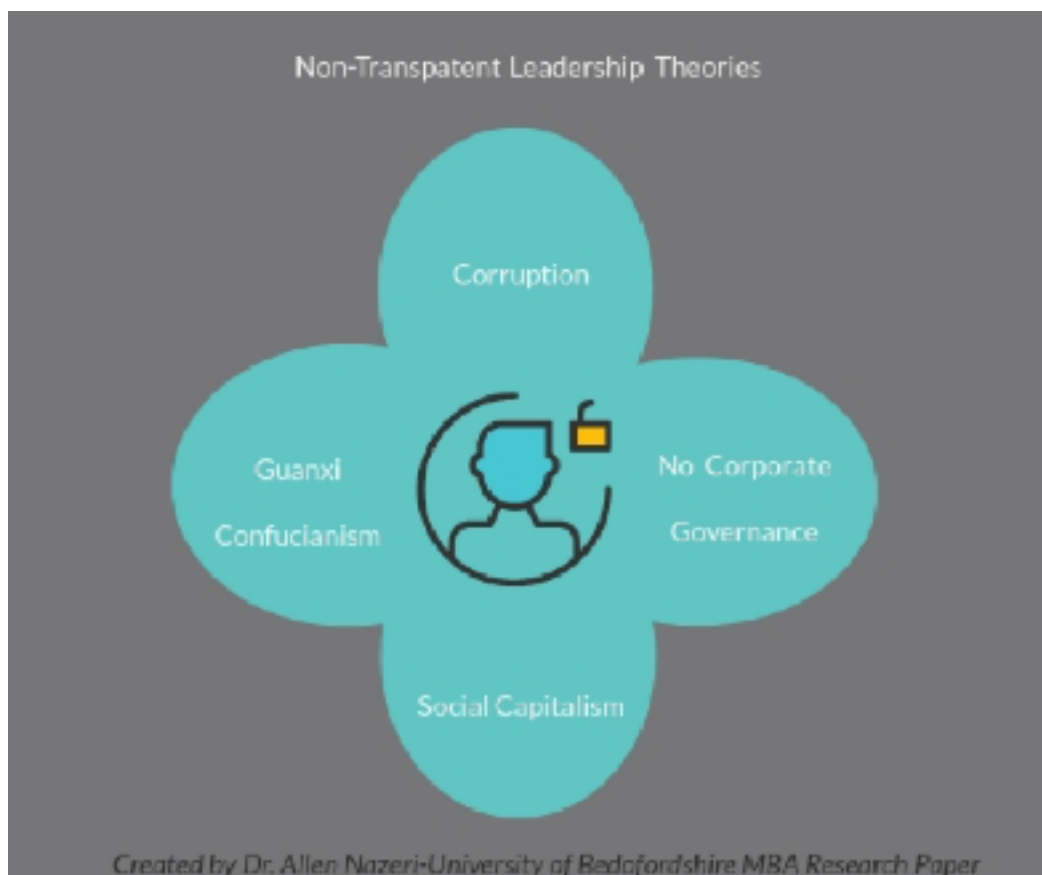 Non-Transpatent Leadership Theories
Corruption
Guanxi
Confucianism
No Corporate
Governance
Social Capitalism
Created by Dr. Allen Nazeri-University of Bedofordshire MBA Research Paper